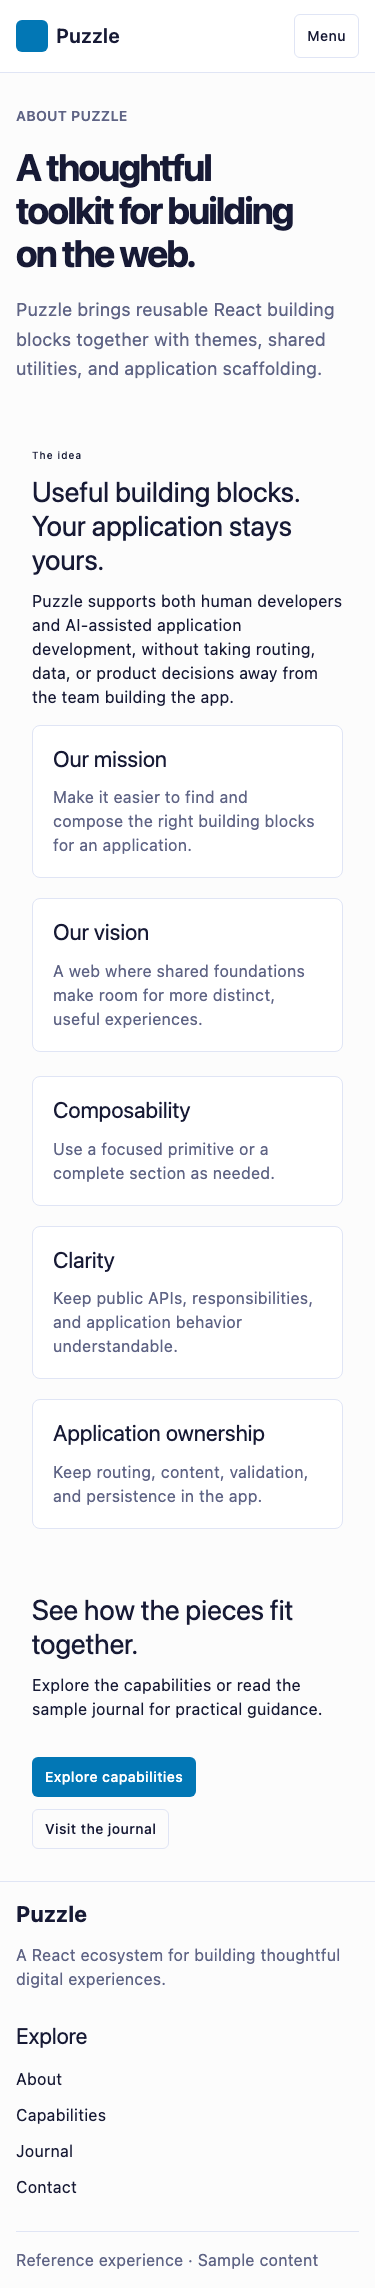 Puzzle
Menu
ABOUT PUZZLE
A thoughtful
toolkit for building
on the web.
Puzzle brings reusable React building
blocks together with themes, shared
utilities, and application scaffolding.
The idea
Useful building blocks.
Your application stays
yours.
Puzzle supports both human developers
and AI-assisted application
development, without taking routing,
data, or product decisions away from
the team building the app.
Our mission
Make it easier to find and
compose the right building blocks
for an application.
Our vision
A web where shared foundations
make room for more distinct,
useful experiences.
Composability
Use a focused primitive or a
complete section as needed.
Clarity
Keep public APIs, responsibilities,
and application behavior
understandable.
Application ownership
Keep routing, content, validation,
and persistence in the app.
See how the pieces fit
together.
Explore the capabilities or read the
sample journal for practical guidance.
Explore capabilities
Visit the journal
Puzzle
A React ecosystem for building thoughtful
digital experiences.
Explore
About
Capabilities
Journal
Contact
Reference experience · Sample content